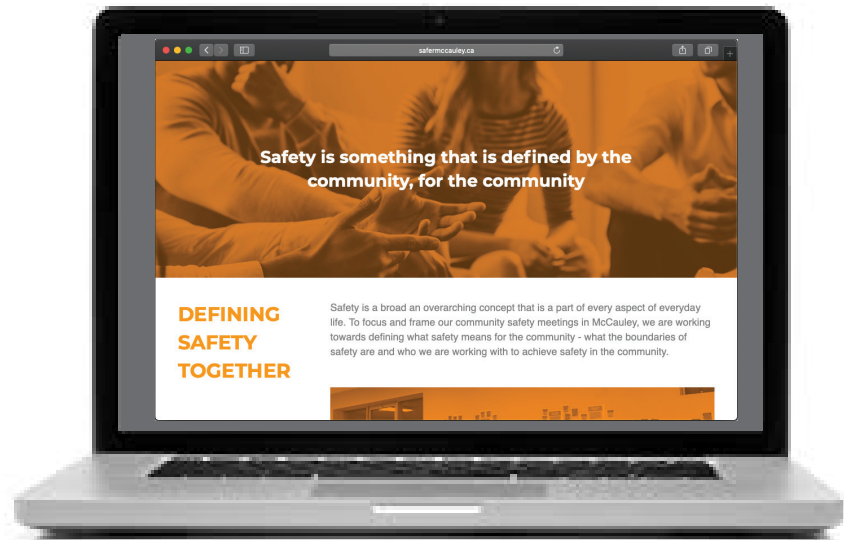 safermccauley.ca
Safety is something that is defined by the
community, for the community
DEFINING
SAFETY
TOGETHER
Safety is a broad an overarching concept that is a part of every aspect of everyday
life. To focus and frame our community safety meetings in McCauley, we are working
towards defining what safety means for the community - what the boundaries of
safety are and who we are working with to achieve safety in the community.